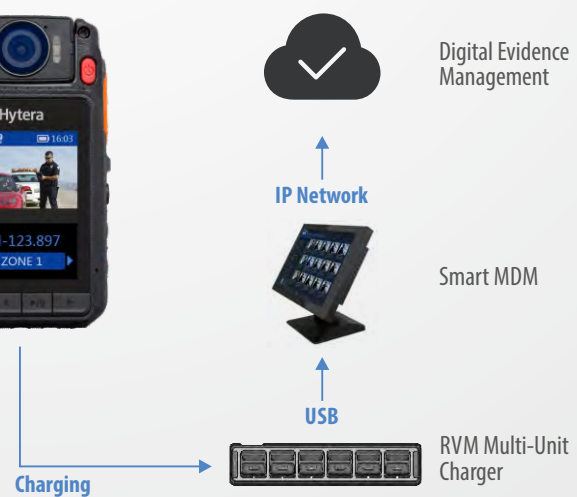 Hytera
16:03
-123.897
ZONE 1
Digital Evidence
Management
IP Network
Smart MDM
USB
RVM Multi-Unit
Charger
Charging